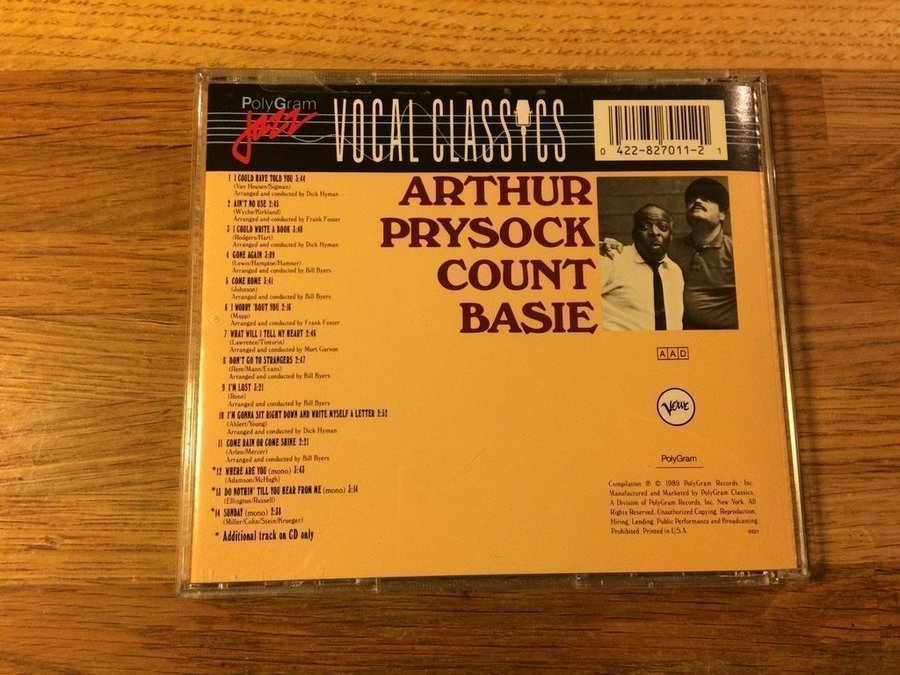 PolyGram
jazz
VOCAL CLASSICS
0 422-827011-2 1
1 I COULD HAVE TOLD YOU 3:44
(Van Heusen/Sigman)
Arranged and conducted by Dick Hyman
2 AIN'T NO USE 2:45
(Wyche/Kirkland)
Arranged and conducted by Frank Foster
3 I COULD WRITE A BOOK 3:40
(Rodgers/Hart)
Arranged and conducted by Dick Hyman
4 GONE AGAIN 3:09
(Lewis/Hampton/Hamner)
Arranged and conducted by Bill Byers
5 COME HOME 3:41
(Johnson)
Arranged and conducted by Bill Byers
6 I WORRY 'BOUT YOU 2:16
(Mapp)
Arranged and conducted by Frank Foster
7 WHAT WILL I TELL MY HEART 2:46
(Lawrence/Tinturin)
Arranged and conducted by Mort Garson
8 DON'T GO TO STRANGERS 2:47
(Kent/Mann/Evans)
Arranged and conducted by Bill Byers
9 I'M LOST 3:21
(Rene)
Arranged and conducted by Bill Byers
10 I'M GONNA SIT RIGHT DOWN AND WRITE MYSELF A LETTER 2:52
(Ahlert/Young)
Arranged and conducted by Dick Hyman
11 COME RAIN OR COME SHINE 2:21
(Arlen/Mercer)
Arranged and conducted by Bill Byers
*12 WHERE ARE YOU (mono) 3:43
(Adamson/McHugh)
*13 DO NOTHIN' TILL YOU HEAR FROM ME (mono) 3:14
(Ellington/Russell)
*14 SUNDAY (mono) 2:38
(Miller/Cohn/Stein/Krueger)
* Additional track on CD only
ARTHUR
PRYSOCK
COUNT
BASIE
AAD
Verve
PolyGram
Compilation ℗ © 1989 PolyGram Records, Inc.
Manufactured and Marketed by PolyGram Classics,
A Division of PolyGram Records, Inc. New York. All
Rights Reserved. Unauthorized Copying, Reproduction,
Hiring, Lending, Public Performance and Broadcasting
Prohibited. Printed in U.S.A.
0501